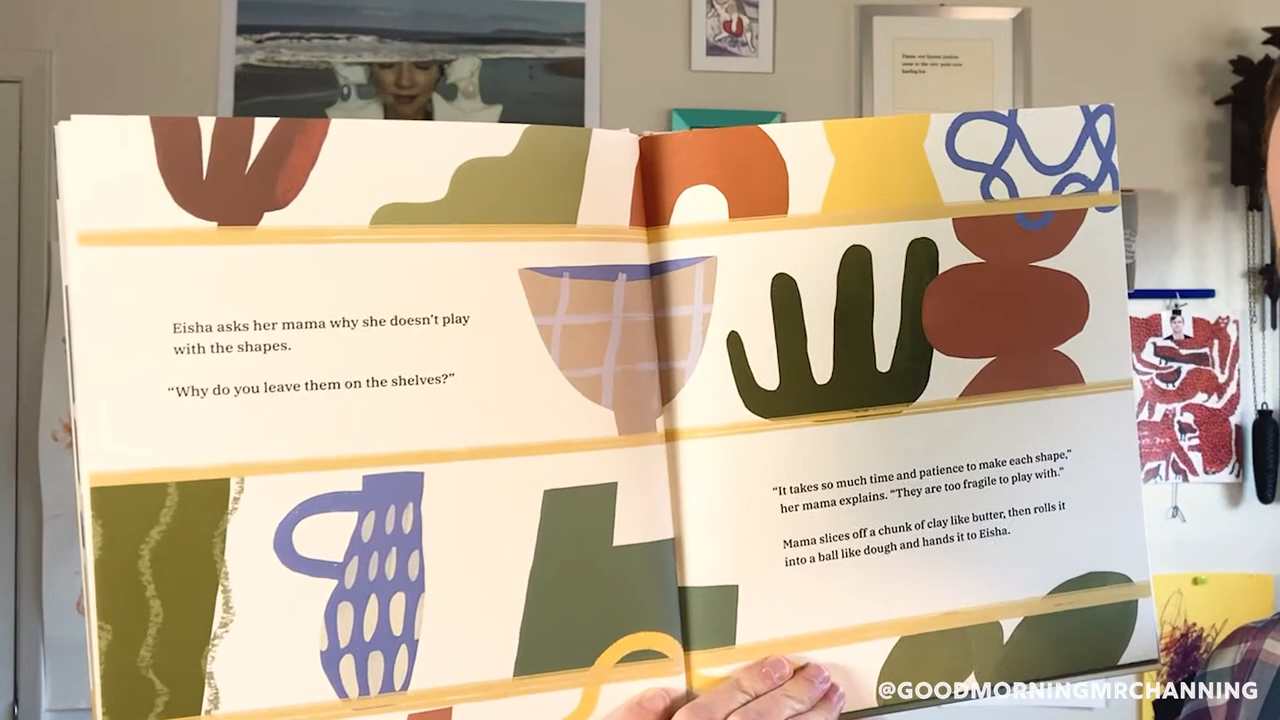 Eisha asks her mama why she doesn't play
with the shapes.
“Why do you leave them on the shelves?”
“It takes so much time and patience to make each shape,”
her mama explains. “They are too fragile to play with.”
Mama slices off a chunk of clay like butter, then rolls it
into a ball like dough and hands it to Eisha.
@GOODMORNINGMRCHANNING